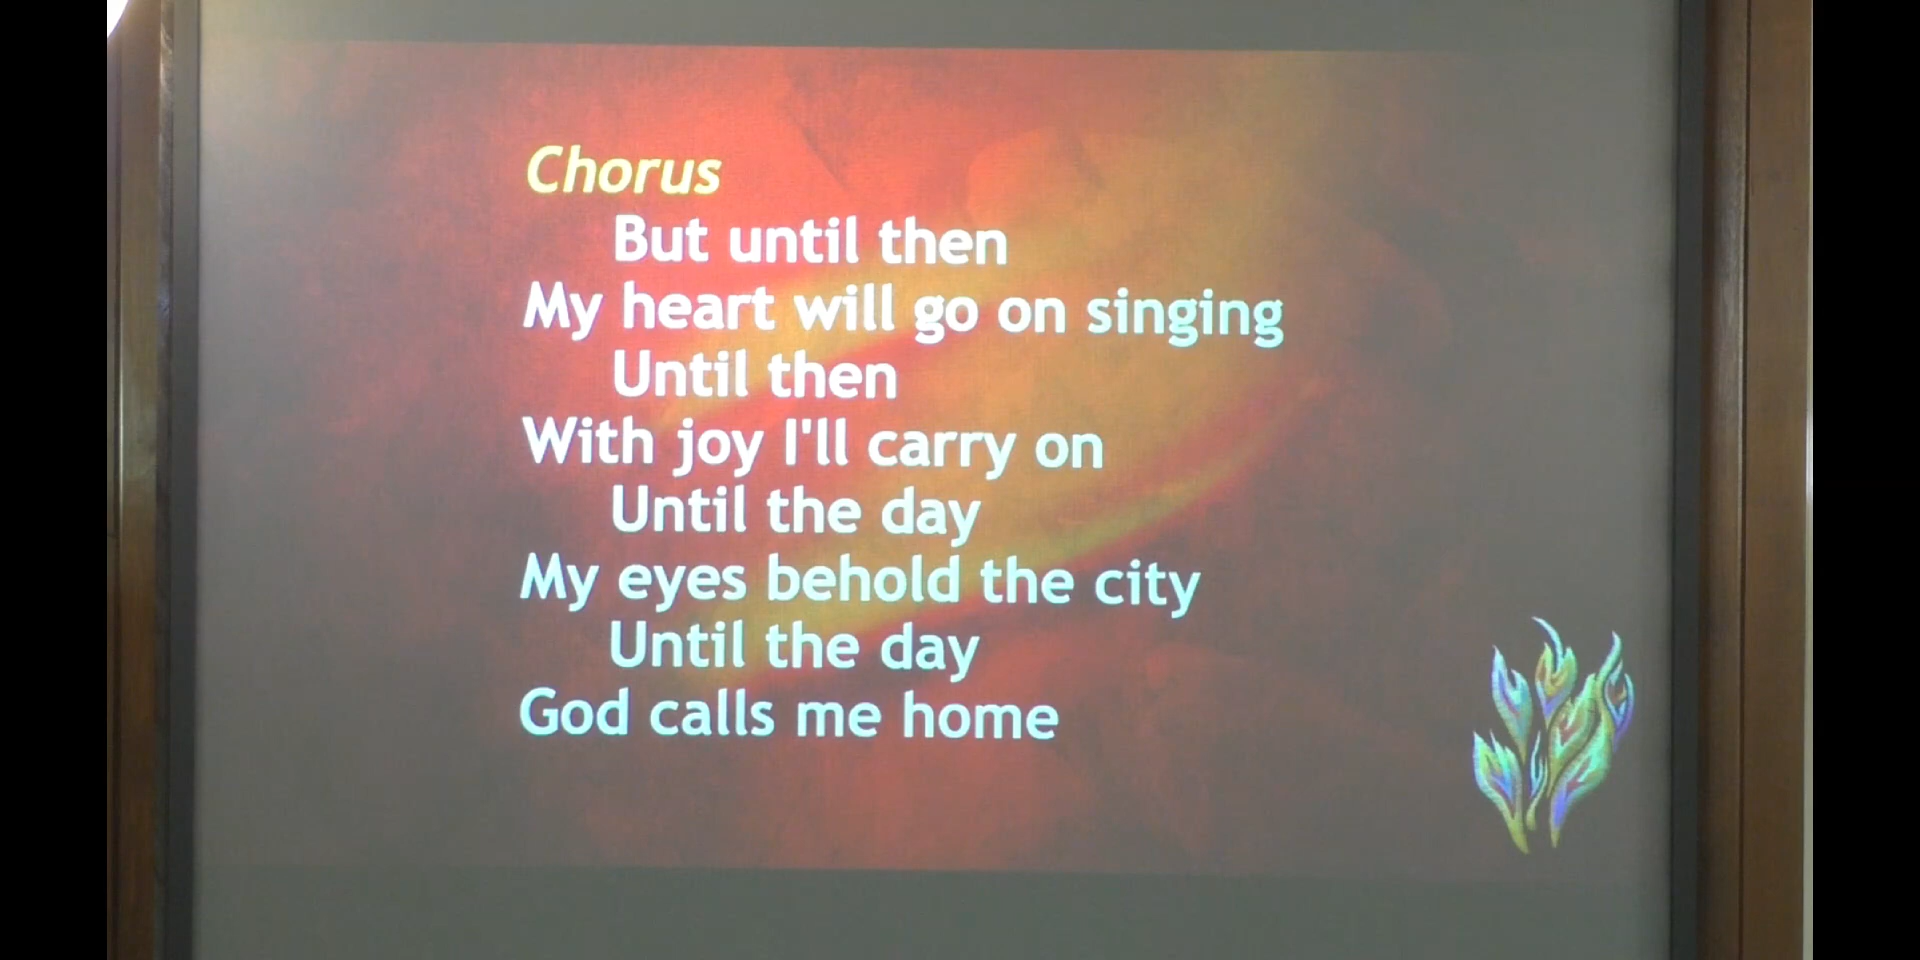 Chorus
But until then
My heart will go on singing
Until then
With joy I'll carry on
Until the day
My eyes behold the city
Until the day
God calls me home